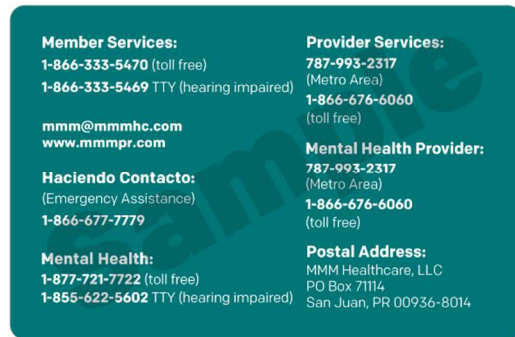 Member Services:
1-866-333-5470 (toll free)
1-866-333-5469 TTY (hearing impaired)
mmm@mmmhc.com
www.mmmpr.com
Haciendo Contacto:
(Emergency Assistance)
1-866-677-7779
Mental Health:
1-877-721-7722 (toll free)
1-855-622-5602 TTY (hearing impaired)
Provider Services:
787-993-2317
(Metro Area)
1-866-676-6060
(toll free)
Mental Health Provider:
787-993-2317
(Metro Area)
1-866-676-6060
(toll free)
Postal Address:
MMM Healthcare, LLC
PO Box 71114
San Juan, PR 00936-8014
Sample